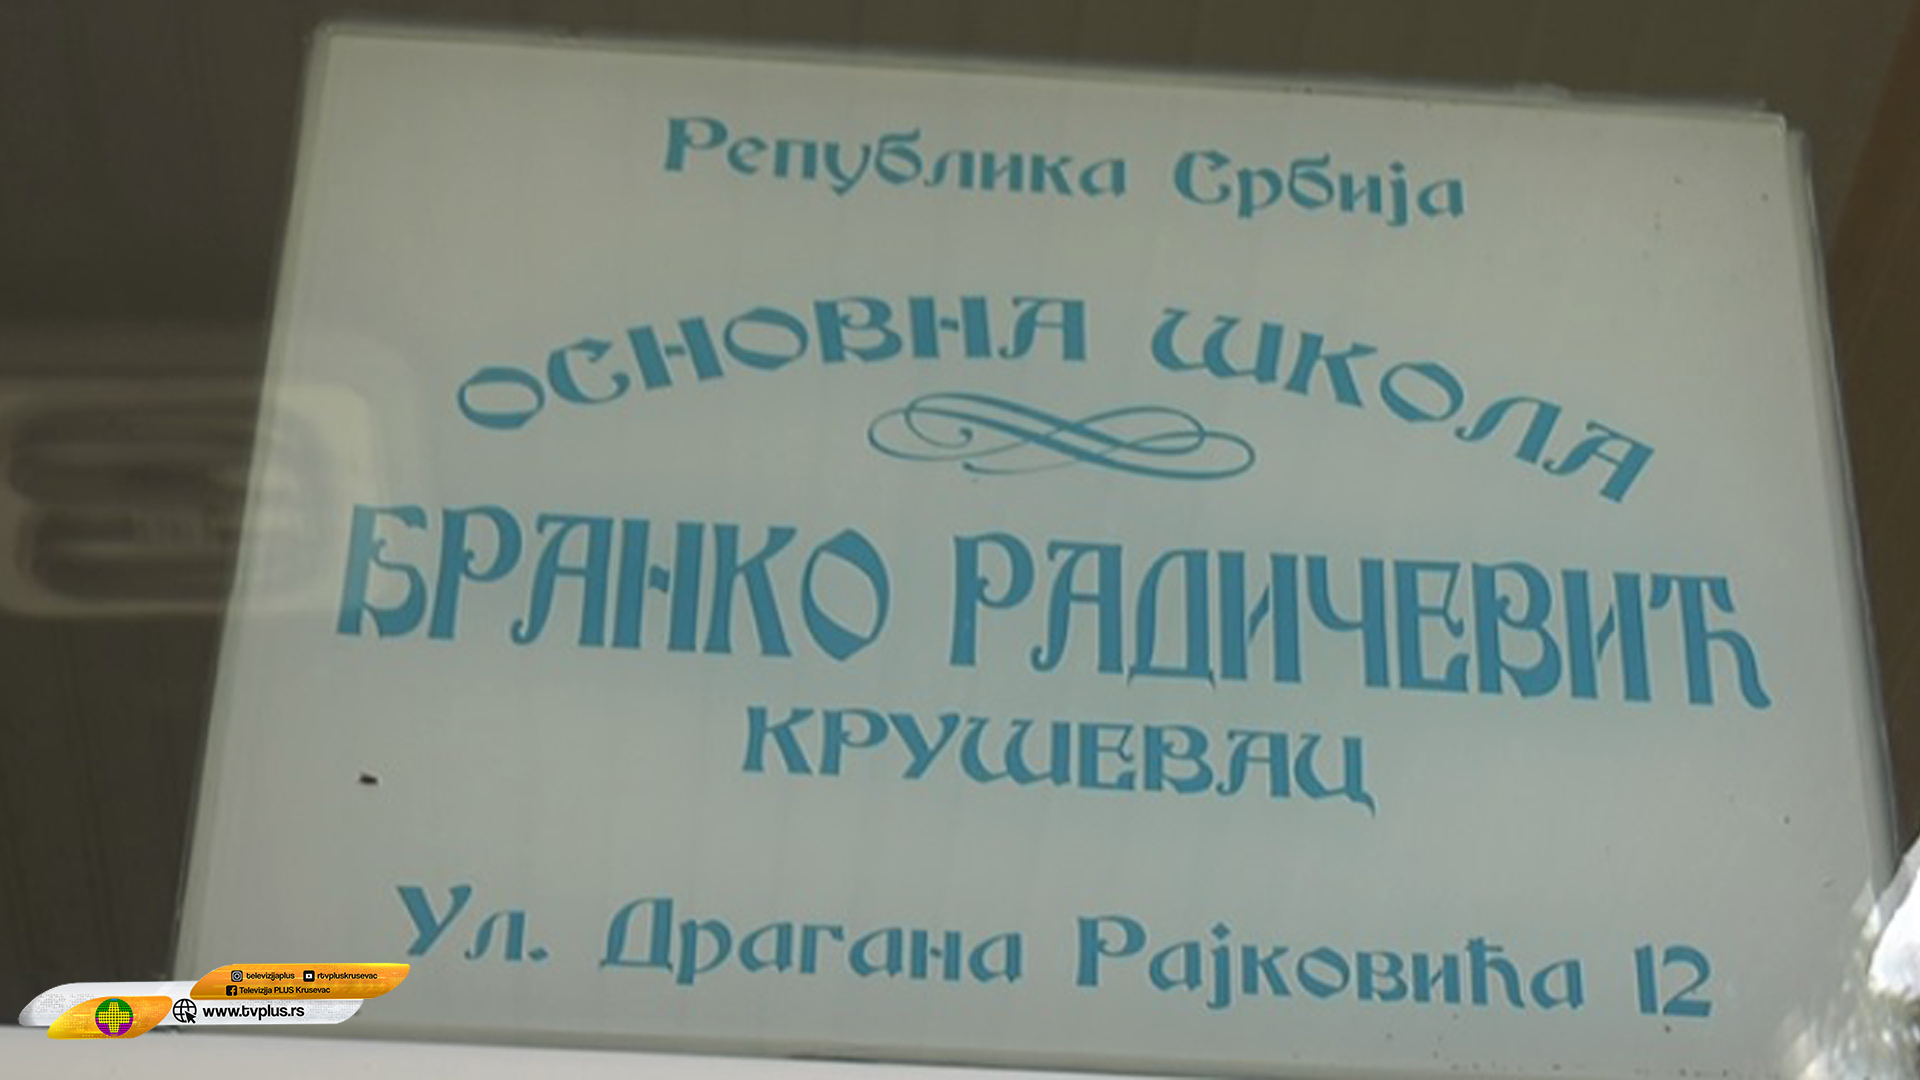 Република Србија
ОСНОВНА ШКОЛА
БРАНКО РАДИЧЕВИЋ
КРУШЕВАЦ
Ул. Драгана Рајковића 12
televizijaplus rtvpluskrusevac
Televizija PLUS Krusevac
www.tvplus.rs